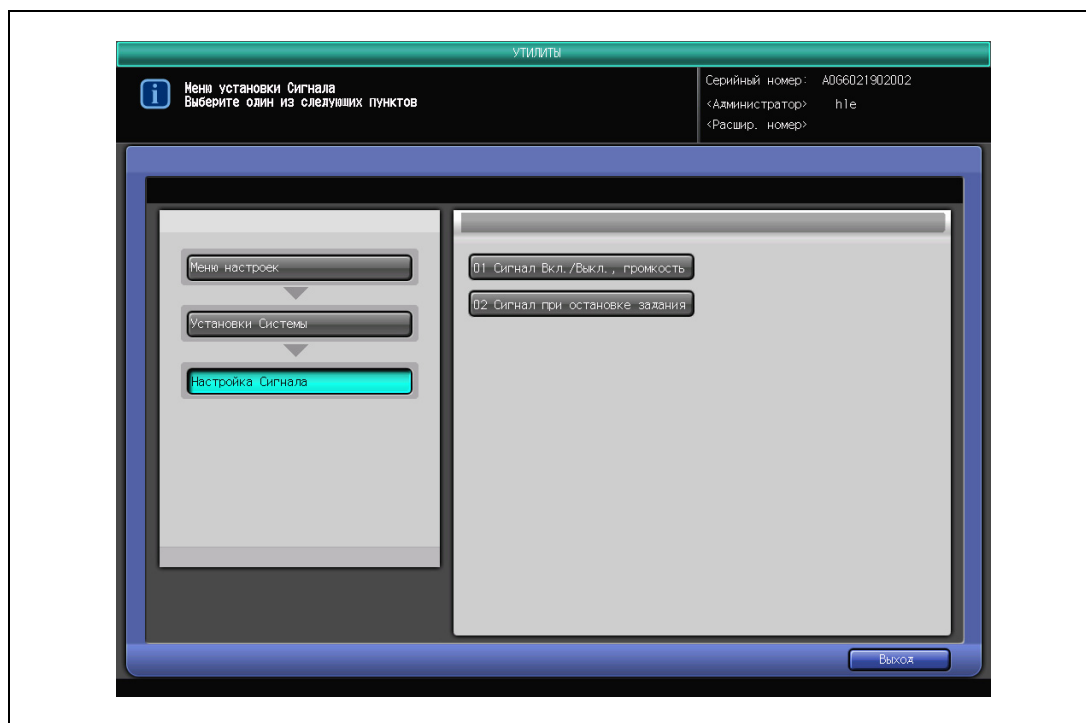 УТИЛИТЫ
Меню установки Сигнала
Выберите один из следующих пунктов
Серийный номер: A0G6021902002
<Администратор> hle
<Расшир. номер>
Меню настроек
Установки Системы
Настройка Сигнала
01 Сигнал Вкл./Выкл., громкость
02 Сигнал при остановке задания
Выход